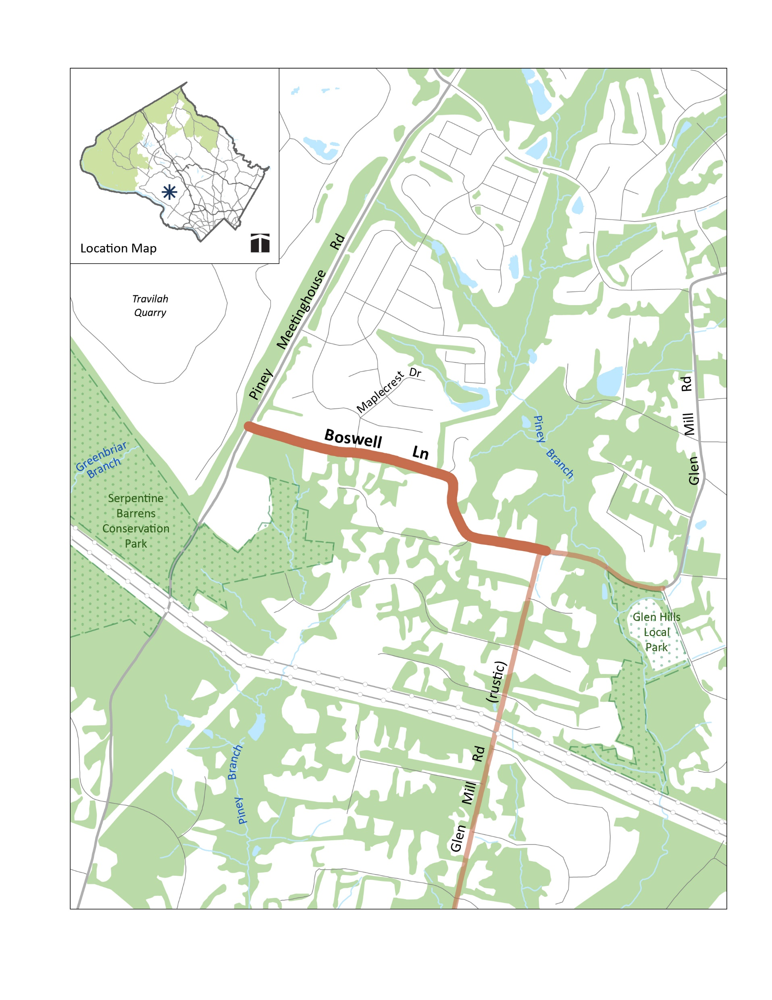 Location Map
Travilah
Quarry
Piney Meetinghouse Rd
Maplecrest Dr
Boswell Ln
Glen Mill Rd
Piney Branch
Greenbriar
Branch
Serpentine
Barrens
Conservation
Park
Glen Hills
Local
Park
Glen Mill Rd (rustic)
Piney Branch